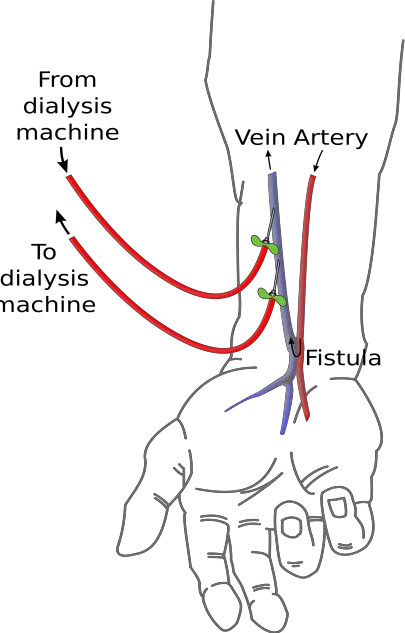 From
dialysis
machine
Vein Artery
To
dialysis
machine
Fistula